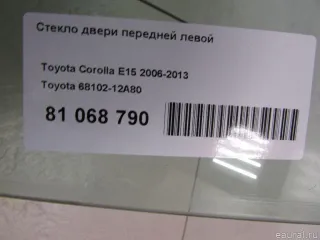 Стекло двери передней левой
Toyota Corolla E15 2006-2013
Toyota 68102-12A80
81 068 790